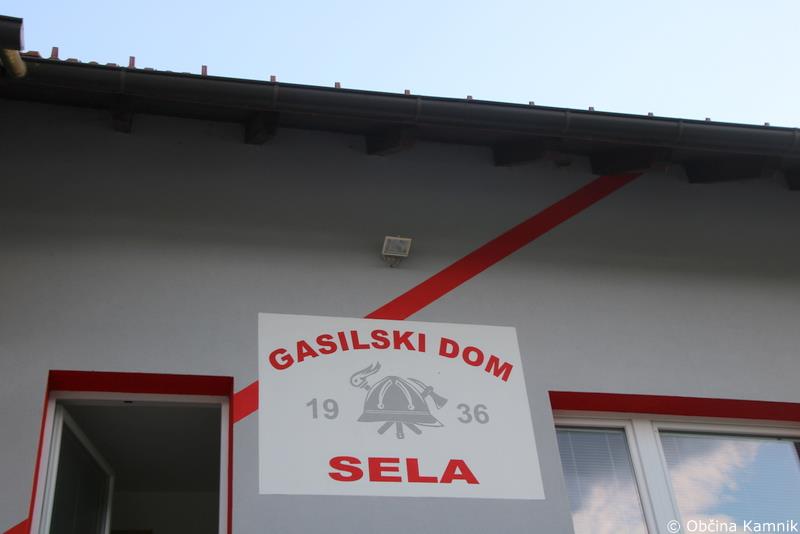 GASILSKI DOM
19 36
SELA
© Občina Kamnik